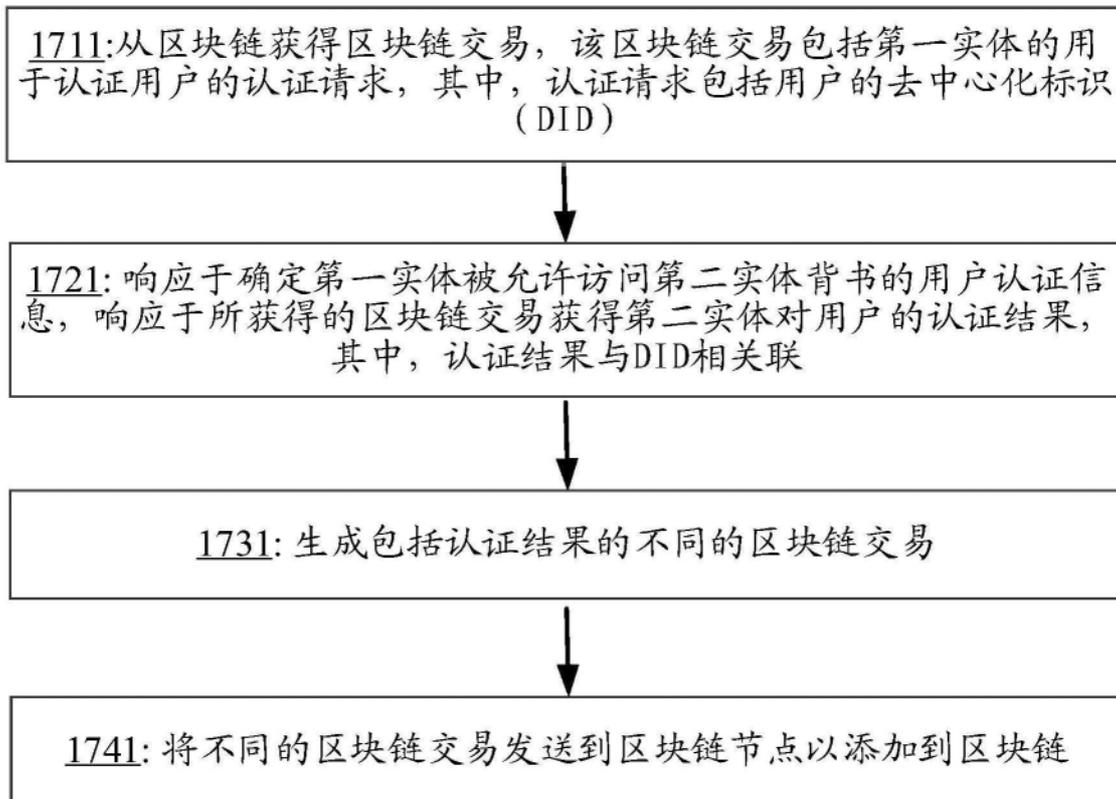 1711:从区块链获得区块链交易，该区块链交易包括第一实体的用
于认证用户的认证请求，其中，认证请求包括用户的去中心化标识
（DID）
1721: 响应于确定第一实体被允许访问第二实体背书的用户认证信
息，响应于所获得的区块链交易获得第二实体对用户的认证结果，
其中，认证结果与DID相关联
1731: 生成包括认证结果的不同的区块链交易
1741: 将不同的区块链交易发送到区块链节点以添加到区块链